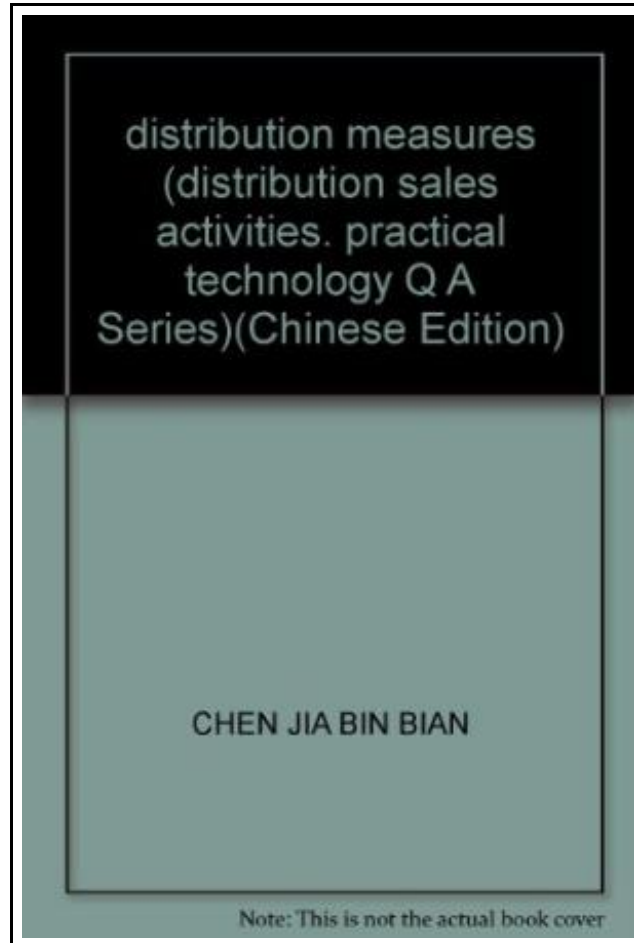 distribution measures
(distribution sales
activities. practical
technology Q A
Series)(Chinese Edition)
CHEN JIA BIN BIAN
Note: This is not the actual book cover